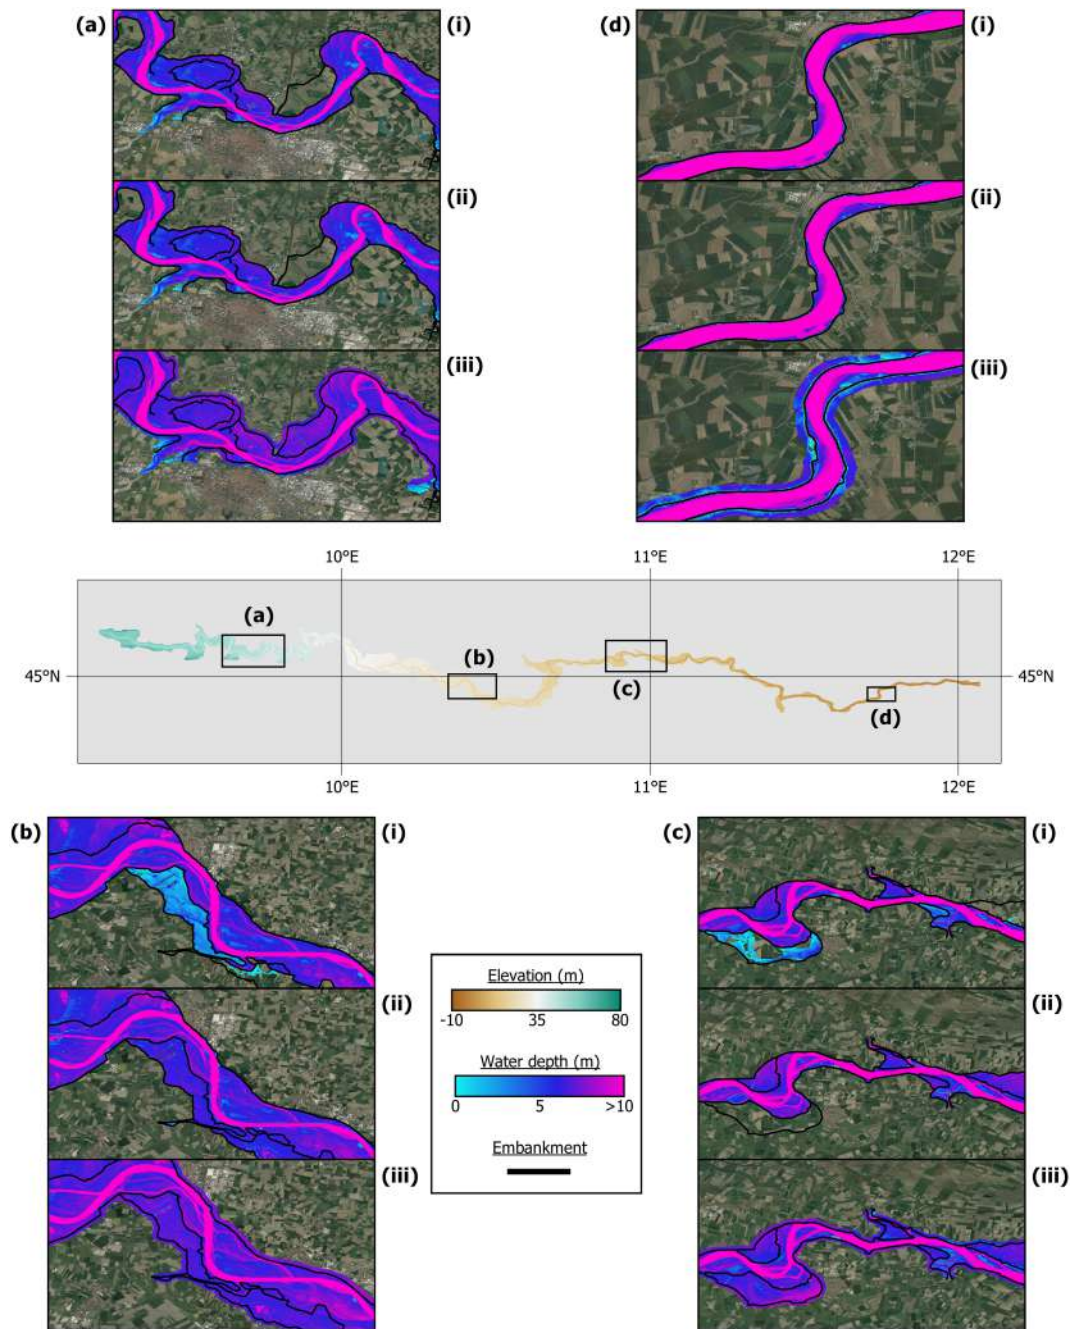 (a) (i) (d) (i)
(ii) (ii)
(iii) (iii)
10°E 11°E 12°E
(a)
45°N (b) (c) 45°N
(d)
10°E 11°E 12°E
(b) (i) (c) (i)
Elevation (m)
-10 35 80
(ii) (ii)
Water depth (m)
0 5 >10
Embankment
(iii) (iii)